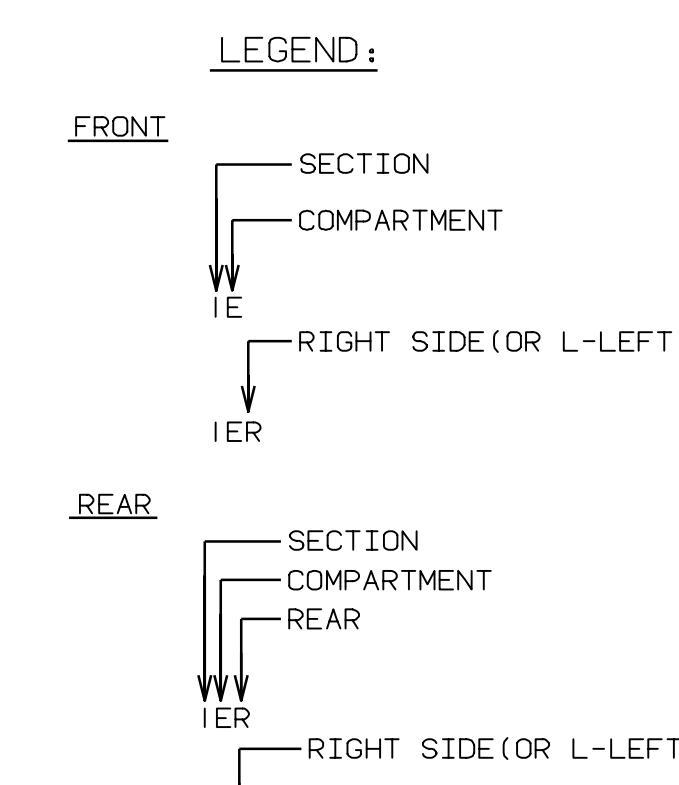 LEGEND:
FRONT
SECTION
COMPARTMENT
IE
RIGHT SIDE(OR L-LEFT
IER
REAR
SECTION
COMPARTMENT
REAR
IER
RIGHT SIDE(OR L-LEFT